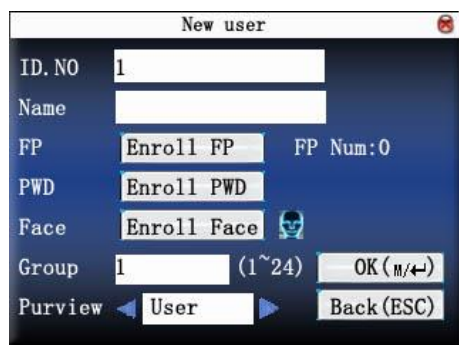 New user
ID.NO 1
Name
FP Enroll FP FP Num:0
PWD Enroll PWD
Face Enroll Face
Group 1 (1~24) OK(M/↵)
Purview User Back(ESC)